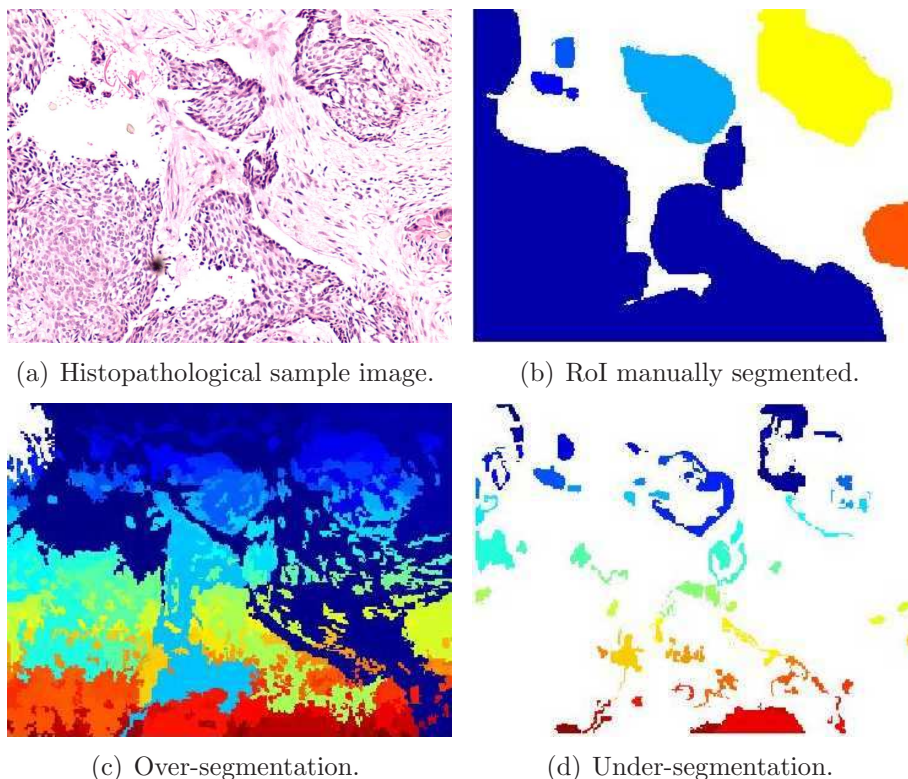 (a) Histopathological sample image.
(b) RoI manually segmented.
(c) Over-segmentation.
(d) Under-segmentation.